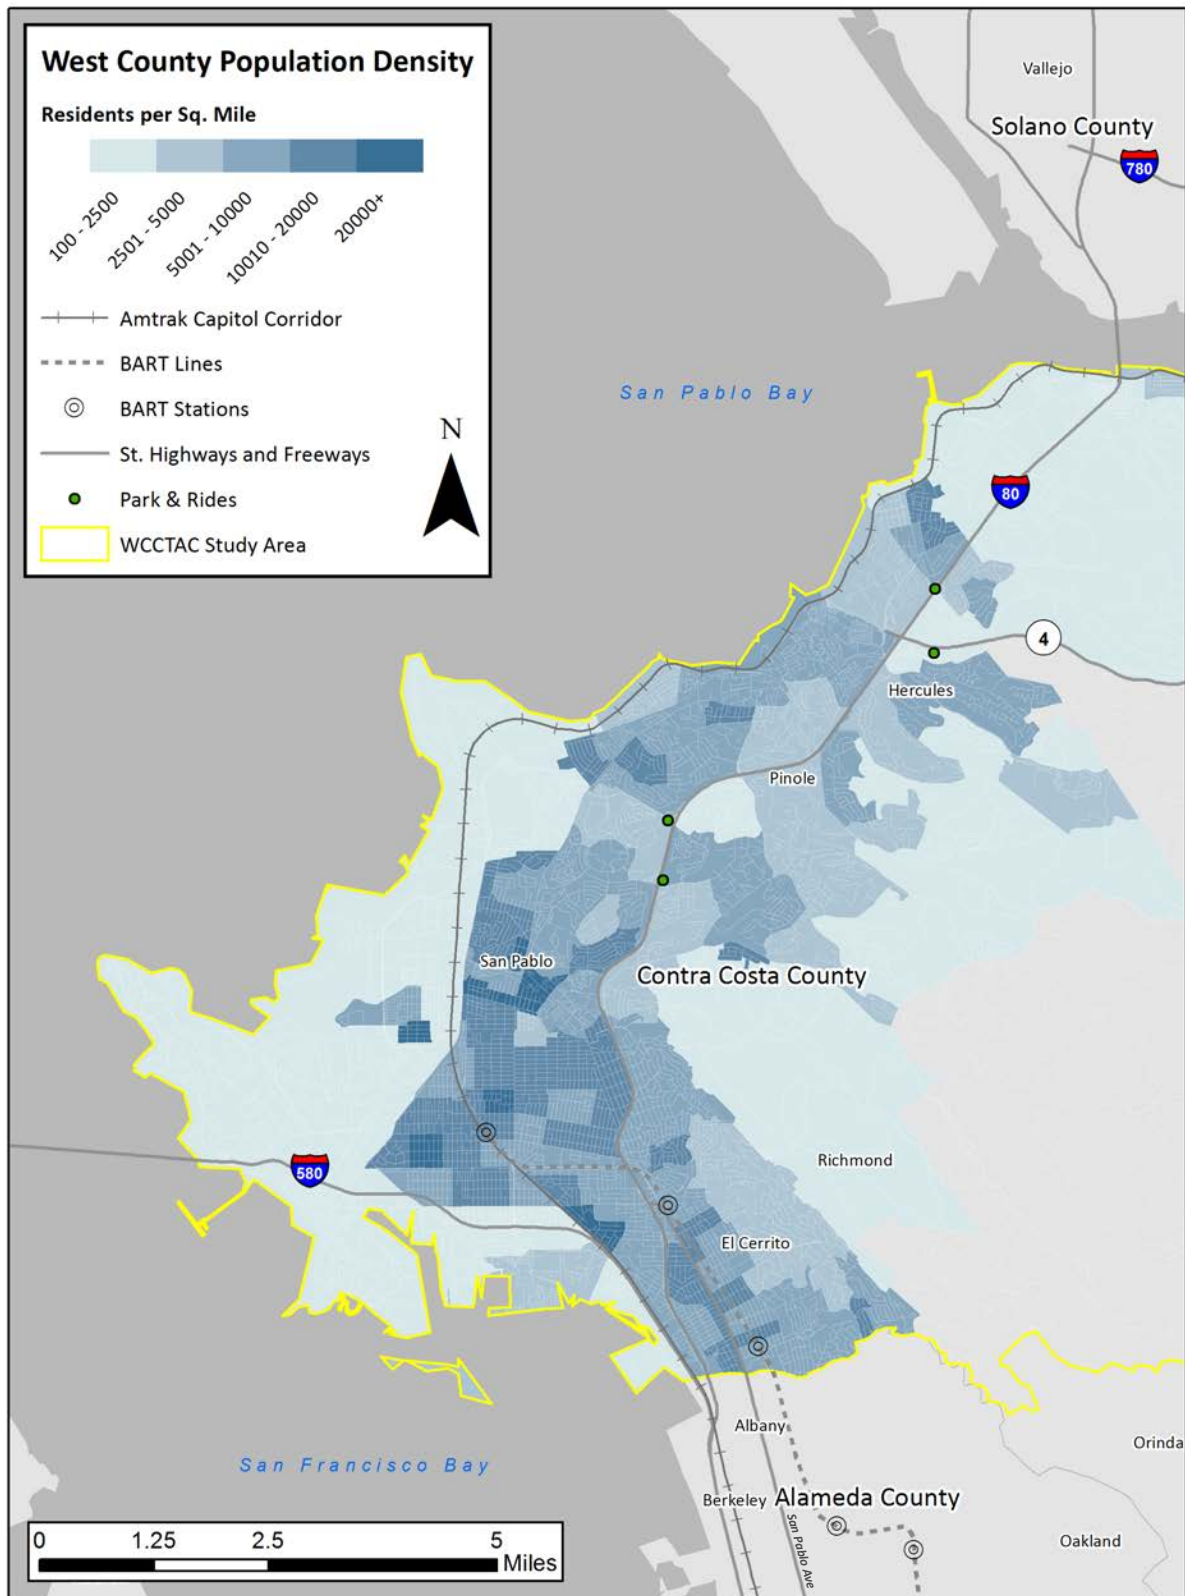 West County Population Density
Residents per Sq. Mile
100 - 2500
2501 - 5000
5001 - 10000
10010 - 20000
20000+
Amtrak Capitol Corridor
BART Lines
BART Stations
St. Highways and Freeways
Park & Rides
WCCTAC Study Area
N
Vallejo
Solano County
780
San Pablo Bay
80
4
Hercules
Pinole
San Pablo
Contra Costa County
Richmond
580
El Cerrito
Albany
Orinda
San Francisco Bay
Berkeley
Alameda County
San Pablo Ave
Oakland
0 1.25 2.5 5
Miles